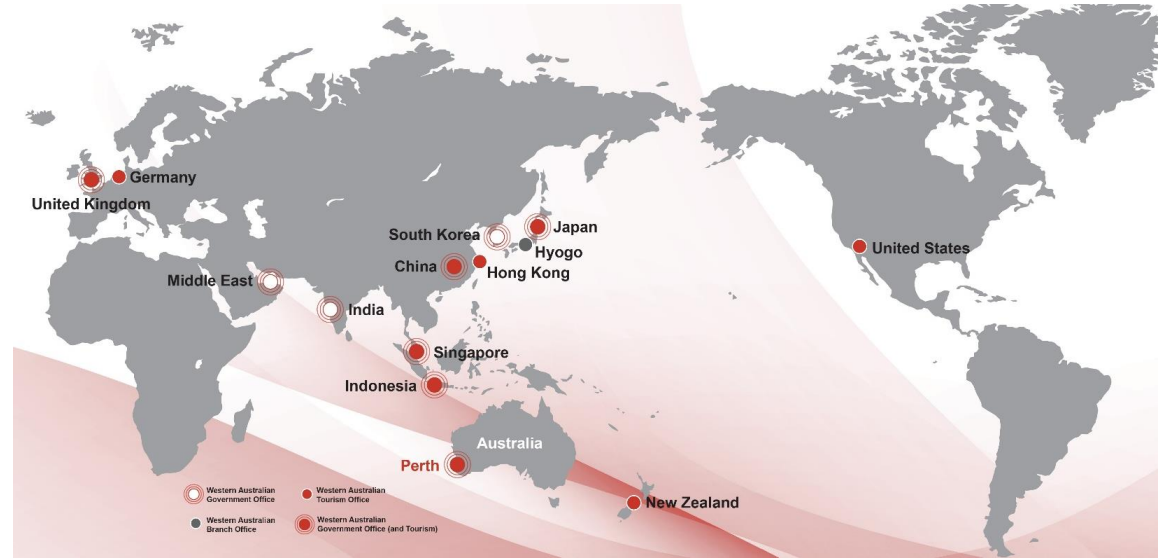 Germany
United Kingdom
South Korea
Japan
Hyogo
China
Hong Kong
United States
Middle East
India
Singapore
Indonesia
Australia
Perth
New Zealand
Western Australian
Government Office
Western Australian
Tourism Office
Western Australian
Branch Office
Western Australian
Government Office (and Tourism)